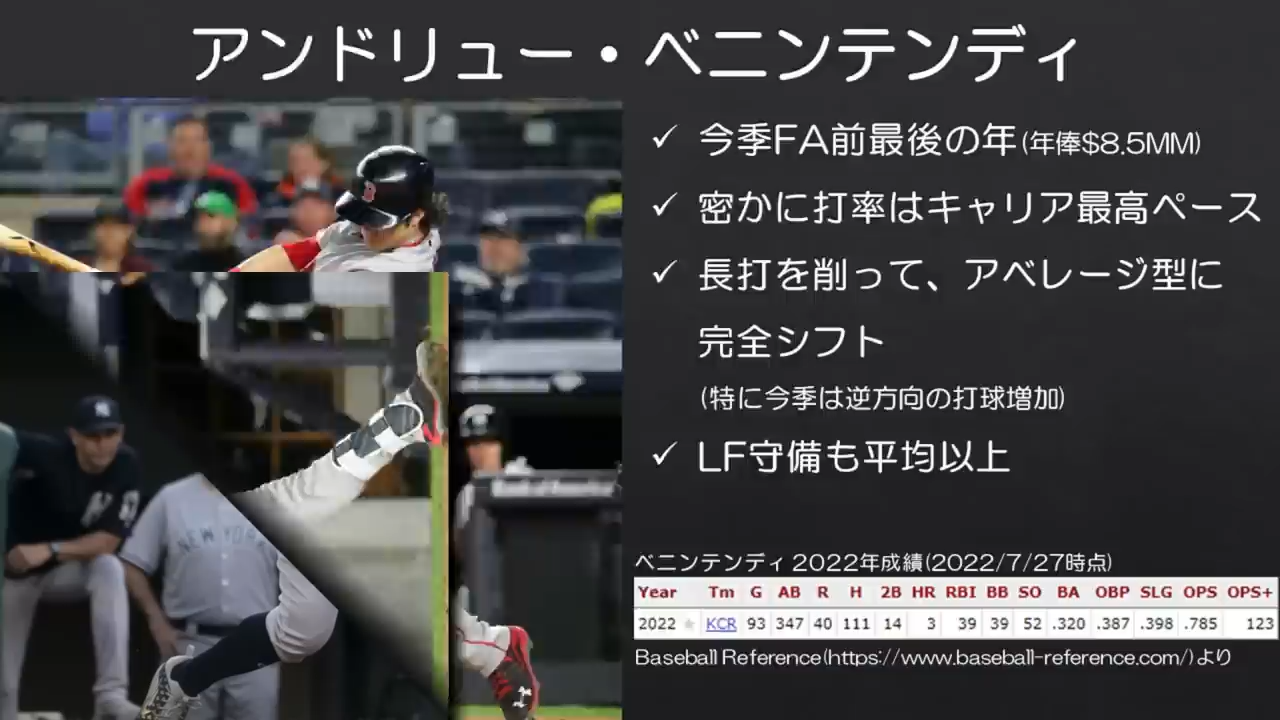 アンドリュー・ベニンテンディ
✓ 今季FA前最後の年(年俸$8.5MM)
✓ 密かに打率はキャリア最高ペース
✓ 長打を削って、アベレージ型に
完全シフト
(特に今季は逆方向の打球増加)
✓ LF守備も平均以上
NEW YORK
ベニンテンディ 2022年成績(2022/7/27時点)
Year Tm G AB R H 2B HR RBI BB SO BA OBP SLG OPS OPS+
2022 KCR 93 347 40 111 14 3 39 39 52 .320 .387 .398 .785 123
Baseball Reference(https://www.baseball-reference.com/)より